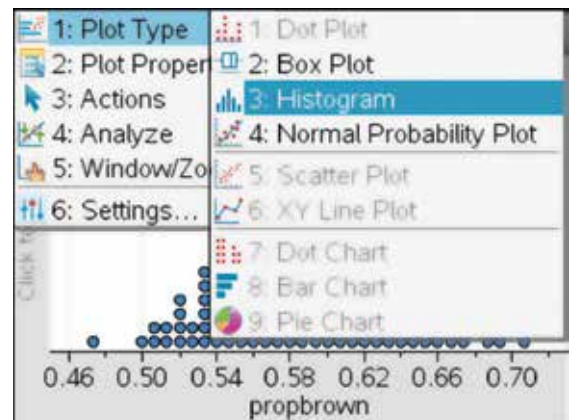 1: Plot Type
2: Plot Proper
3: Actions
4: Analyze
5: Window/Zo
6: Settings...
1: Dot Plot
2: Box Plot
3: Histogram
4: Normal Probability Plot
5: Scatter Plot
6: XY Line Plot
7: Dot Chart
8: Bar Chart
9: Pie Chart
Click to
0.46 0.50 0.54 0.58 0.62 0.66 0.70
propbrown